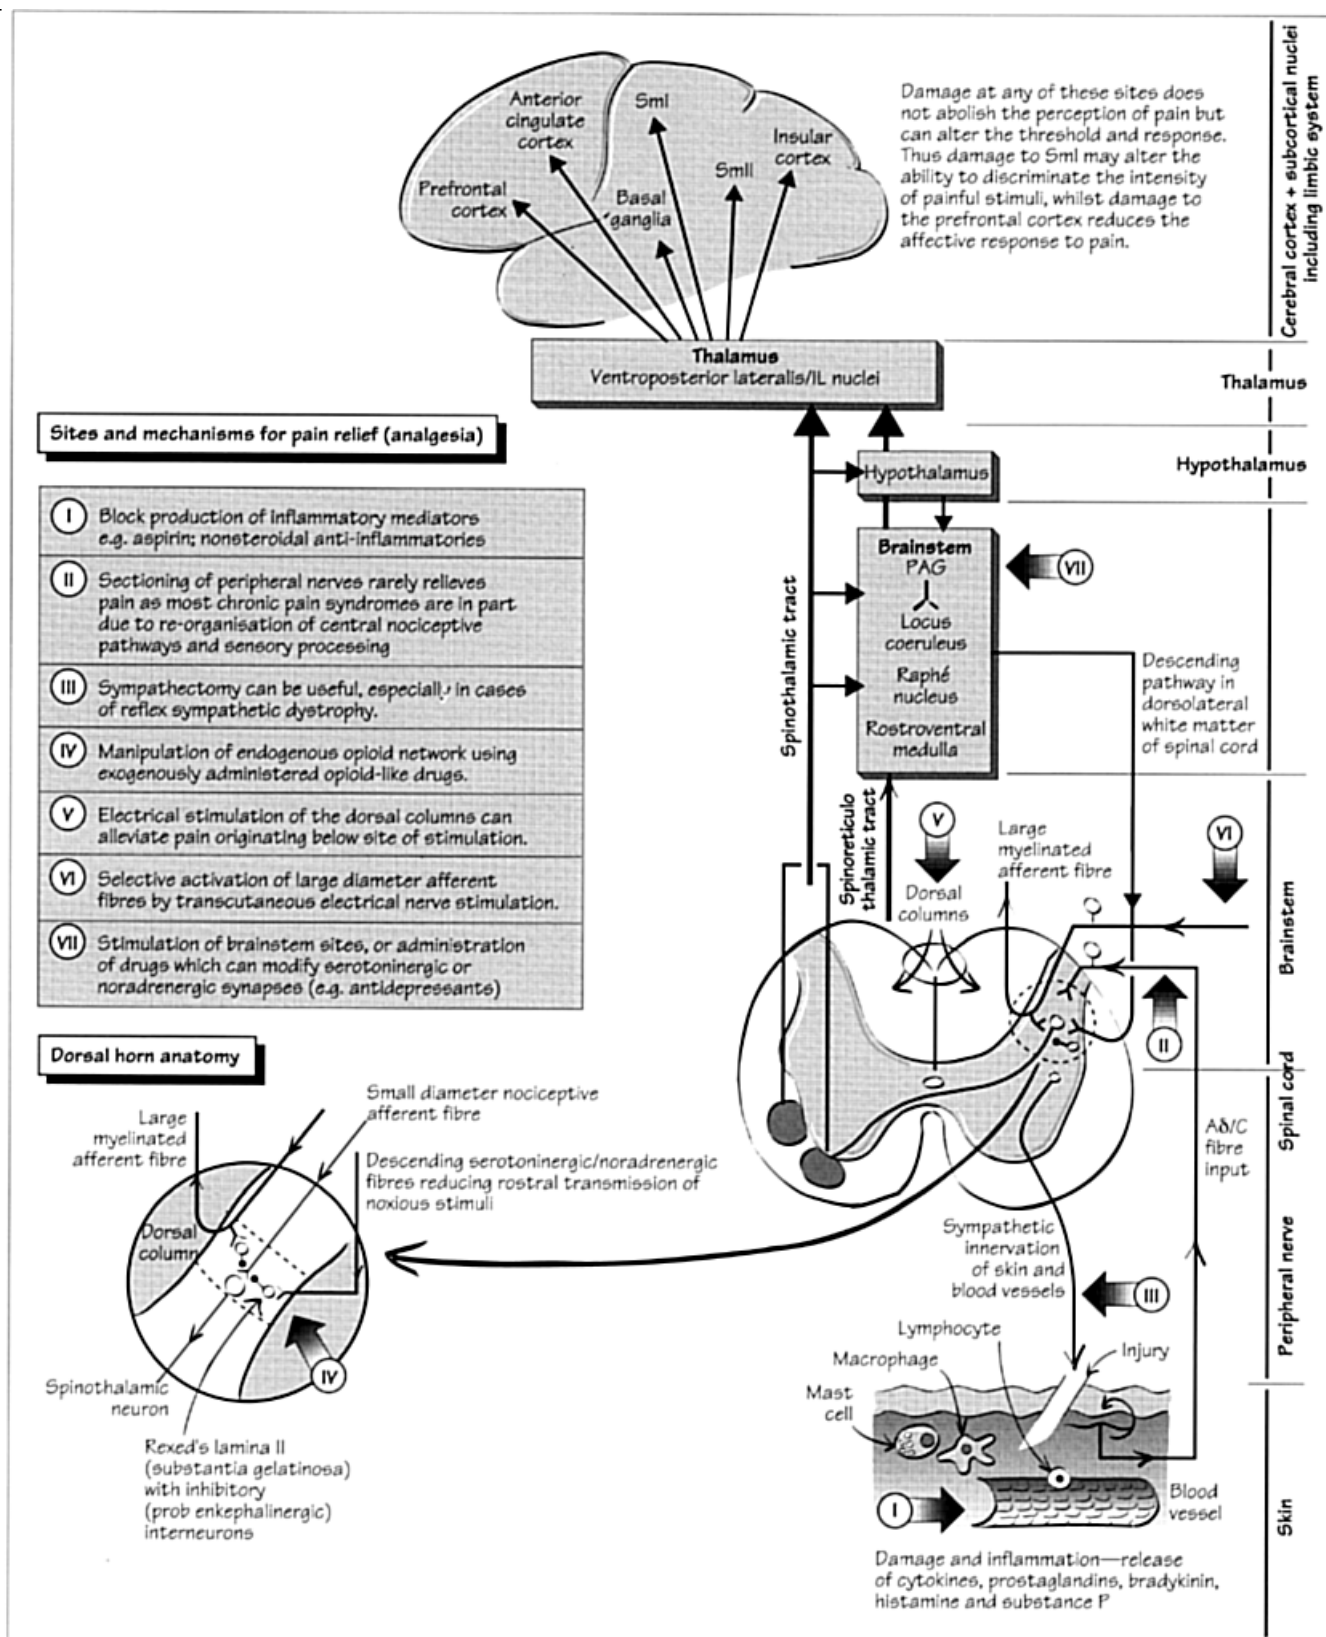 Anterior
cingulate
cortex
SmI
Insular
cortex
SmII
Prefrontal
cortex
Basal
ganglia
Damage at any of these sites does
not abolish the perception of pain but
can alter the threshold and response.
Thus damage to SmI may alter the
ability to discriminate the intensity
of painful stimuli, whilst damage to
the prefrontal cortex reduces the
affective response to pain.
Cerebral cortex + subcortical nuclei
including limbic system
Thalamus
Ventroposterior lateralis/IL nuclei
Thalamus
Hypothalamus
Hypothalamus
Sites and mechanisms for pain relief (analgesia)
I Block production of inflammatory mediators
e.g. aspirin; nonsteroidal anti-inflammatories
II Sectioning of peripheral nerves rarely relieves
pain as most chronic pain syndromes are in part
due to re-organisation of central nociceptive
pathways and sensory processing
III Sympathectomy can be useful, especially in cases
of reflex sympathetic dystrophy.
IV Manipulation of endogenous opioid network using
exogenously administered opioid-like drugs.
V Electrical stimulation of the dorsal columns can
alleviate pain originating below site of stimulation.
VI Selective activation of large diameter afferent
fibres by transcutaneous electrical nerve stimulation.
VII Stimulation of brainstem sites, or administration
of drugs which can modify serotoninergic or
noradrenergic synapses (e.g. antidepressants)
Brainstem
PAG
Locus
coeruleus
Raphé
nucleus
Rostroventral
medulla
VII
Spinothalamic tract
Descending
pathway in
dorsolateral
white matter
of spinal cord
Spinoreticulo
thalamic tract
V
Dorsal
columns
Large
myelinated
afferent fibre
VI
Brainstem
II
Spinal cord
Aδ/C
fibre
input
Dorsal horn anatomy
Large
myelinated
afferent fibre
Small diameter nociceptive
afferent fibre
Descending serotoninergic/noradrenergic
fibres reducing rostral transmission of
noxious stimuli
Dorsal
column
IV
Spinothalamic
neuron
Rexed's lamina II
(substantia gelatinosa)
with inhibitory
(prob enkephalinergic)
interneurons
Sympathetic
innervation
of skin and
blood vessels
III
Peripheral nerve
Lymphocyte
Macrophage
Mast
cell
Injury
I
Blood
vessel
Skin
Damage and inflammation—release
of cytokines, prostaglandins, bradykinin,
histamine and substance P